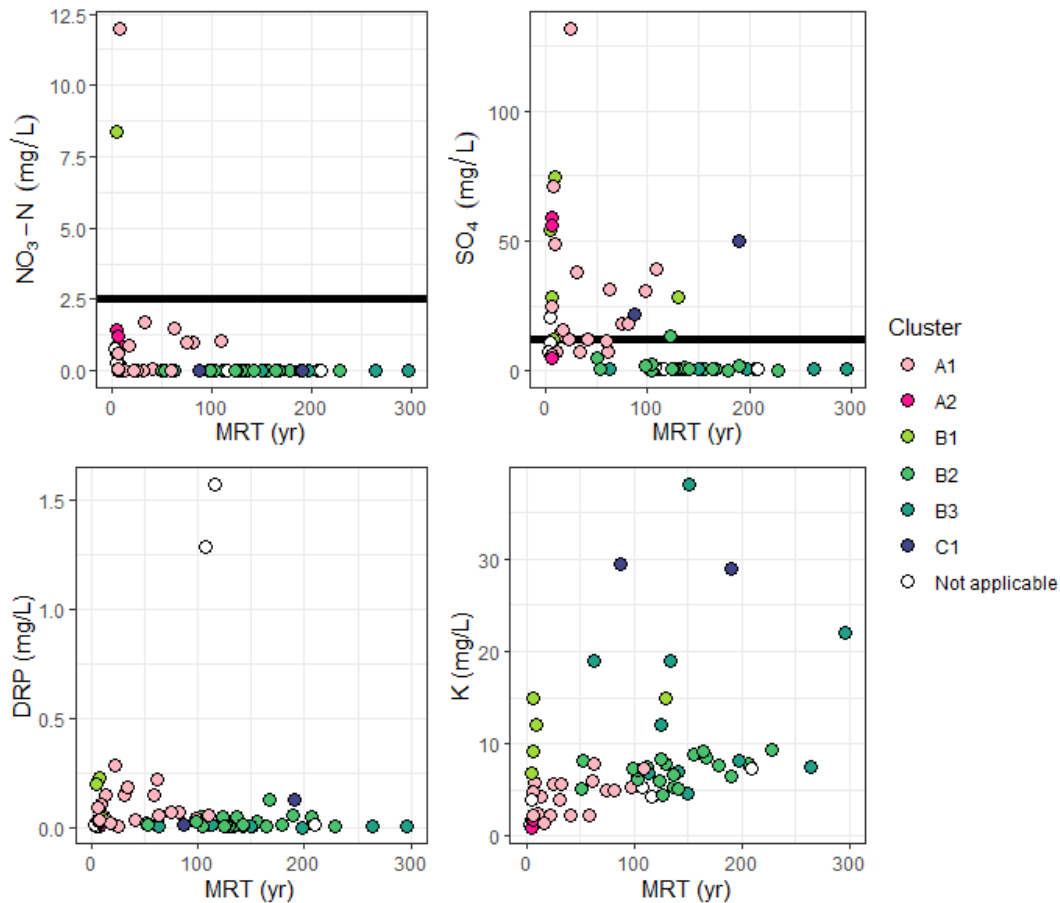 12.5
10.0
7.5
5.0
2.5
0.0
NO₃−N (mg/L)
0 100 200 300
MRT (yr)
100
50
0
SO₄ (mg/L)
0 100 200 300
MRT (yr)
1.5
1.0
0.5
0.0
DRP (mg/L)
0 100 200 300
MRT (yr)
30
20
10
0
K (mg/L)
0 100 200 300
MRT (yr)
Cluster
A1
A2
B1
B2
B3
C1
Not applicable